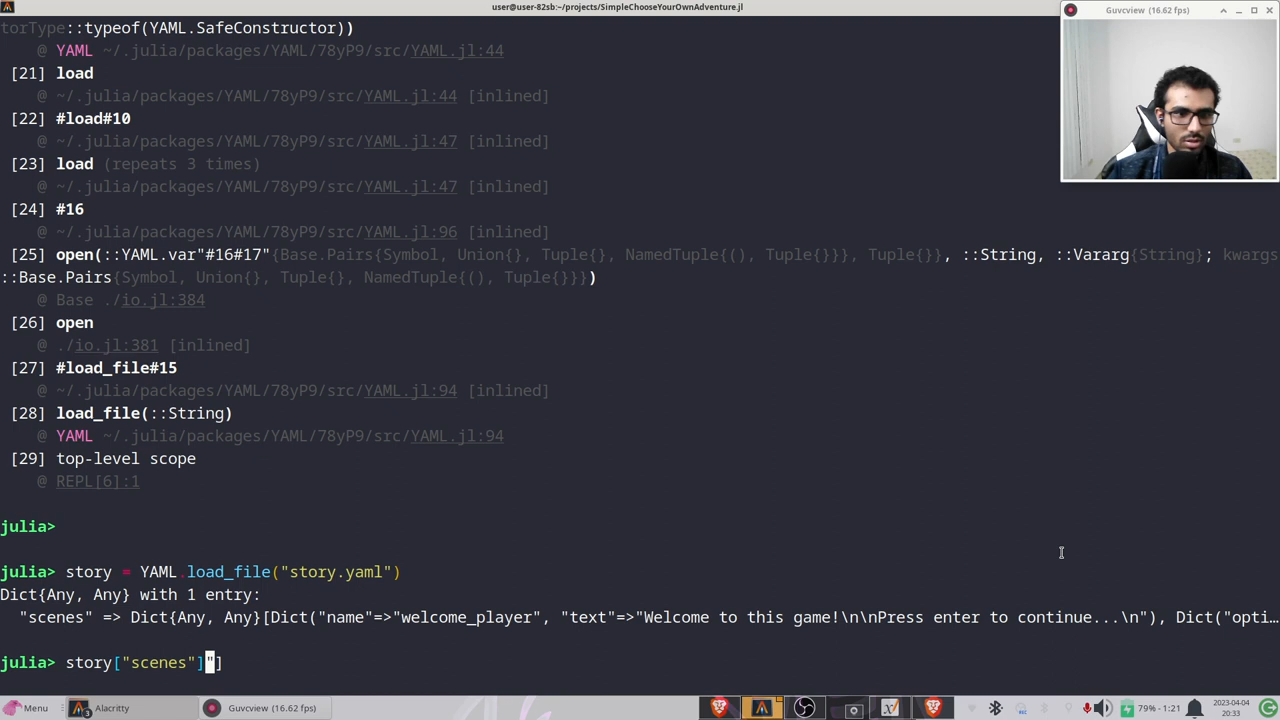 user@user-82sb:~/projects/SimpleChooseYourOwnAdventure.jl
Guvcview (16.62 fps)
torType::typeof(YAML.SafeConstructor))
@ YAML ~/.julia/packages/YAML/78yP9/src/YAML.jl:44
[21] load
@ ~/.julia/packages/YAML/78yP9/src/YAML.jl:44 [inlined]
[22] #load#10
@ ~/.julia/packages/YAML/78yP9/src/YAML.jl:47 [inlined]
[23] load (repeats 3 times)
@ ~/.julia/packages/YAML/78yP9/src/YAML.jl:47 [inlined]
[24] #16
@ ~/.julia/packages/YAML/78yP9/src/YAML.jl:96 [inlined]
[25] open(::YAML.var"#16#17"{Base.Pairs{Symbol, Union{}, Tuple{}, NamedTuple{(), Tuple{}}}, Tuple{}}, ::String, ::Vararg{String}; kwargs
::Base.Pairs{Symbol, Union{}, Tuple{}, NamedTuple{(), Tuple{}}})
@ Base ./io.jl:384
[26] open
@ ./io.jl:381 [inlined]
[27] #load_file#15
@ ~/.julia/packages/YAML/78yP9/src/YAML.jl:94 [inlined]
[28] load_file(::String)
@ YAML ~/.julia/packages/YAML/78yP9/src/YAML.jl:94
[29] top-level scope
@ REPL[6]:1
julia>
julia> story = YAML.load_file("story.yaml")
Dict{Any, Any} with 1 entry:
"scenes" => Dict{Any, Any}[Dict("name"=>"welcome_player", "text"=>"Welcome to this game!\n\nPress enter to continue...\n"), Dict("opti…
julia> story["scenes"]"]
Menu
Alacritty
Guvcview (16.62 fps)
79% - 1:21
2023-04-04
20:33